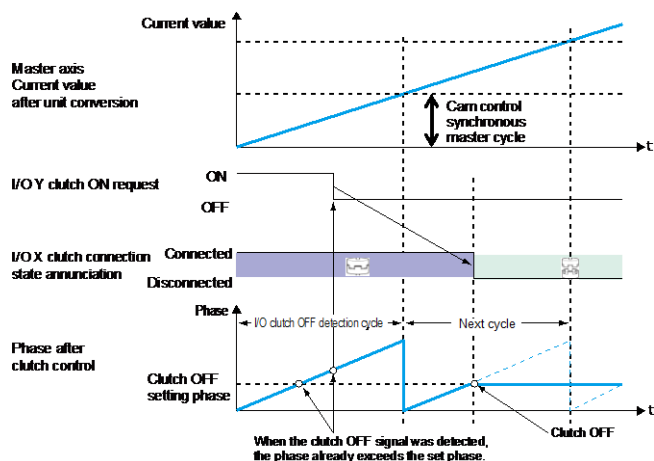 Current value
Master axis
Current value
after unit conversion
Cam control
synchronous
master cycle
t
I/O Y clutch ON request
ON
OFF
I/O X clutch connection
state annunciation
Connected
Disconnected
Phase
I/O clutch OFF detection cycle
Next cycle
Phase after
clutch control
Clutch OFF
setting phase
t
When the clutch OFF signal was detected,
the phase already exceeds the set phase.
Clutch OFF